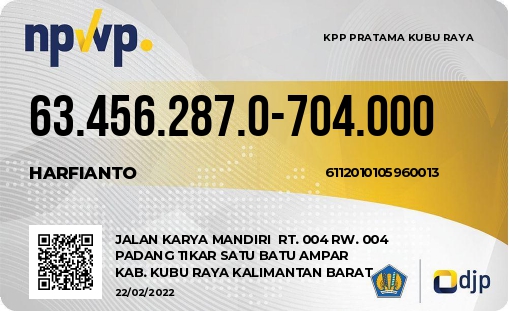 npwp.
KPP PRATAMA KUBU RAYA
63.456.287.0-704.000
HARFIANTO
6112010105960013
JALAN KARYA MANDIRI RT. 004 RW. 004
PADANG TIKAR SATU BATU AMPAR
KAB. KUBU RAYA KALIMANTAN BARAT
22/02/2022
djp